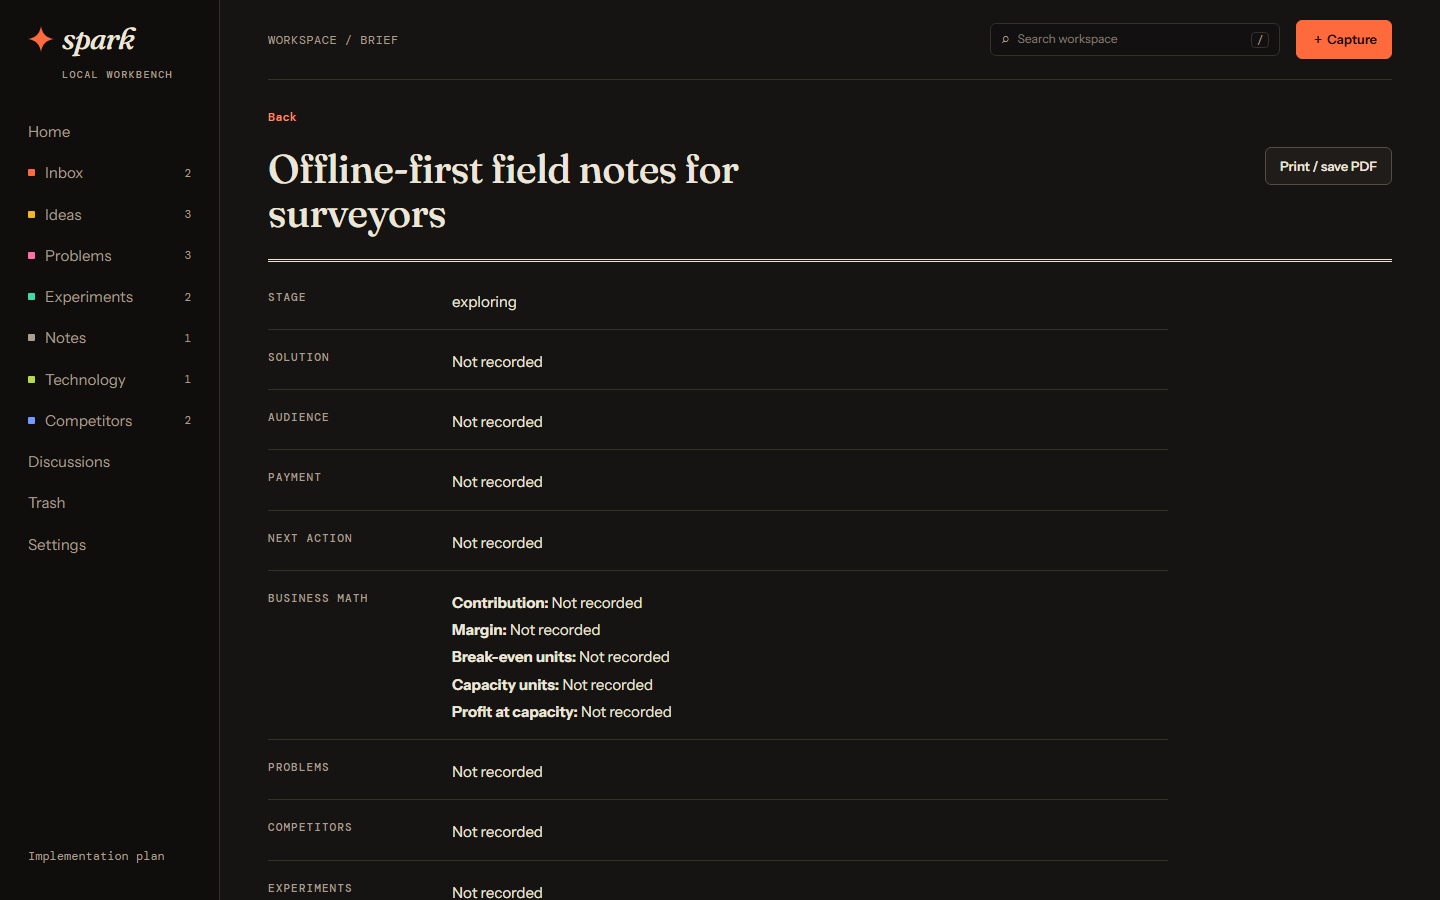 spark
LOCAL WORKBENCH
Home
Inbox 2
Ideas 3
Problems 3
Experiments 2
Notes 1
Technology 1
Competitors 2
Discussions
Trash
Settings
Implementation plan
WORKSPACE / BRIEF
Search workspace /
+ Capture
Back
Offline-first field notes for
surveyors
Print / save PDF
STAGE exploring
SOLUTION Not recorded
AUDIENCE Not recorded
PAYMENT Not recorded
NEXT ACTION Not recorded
BUSINESS MATH Contribution: Not recorded
Margin: Not recorded
Break-even units: Not recorded
Capacity units: Not recorded
Profit at capacity: Not recorded
PROBLEMS Not recorded
COMPETITORS Not recorded
EXPERIMENTS Not recorded